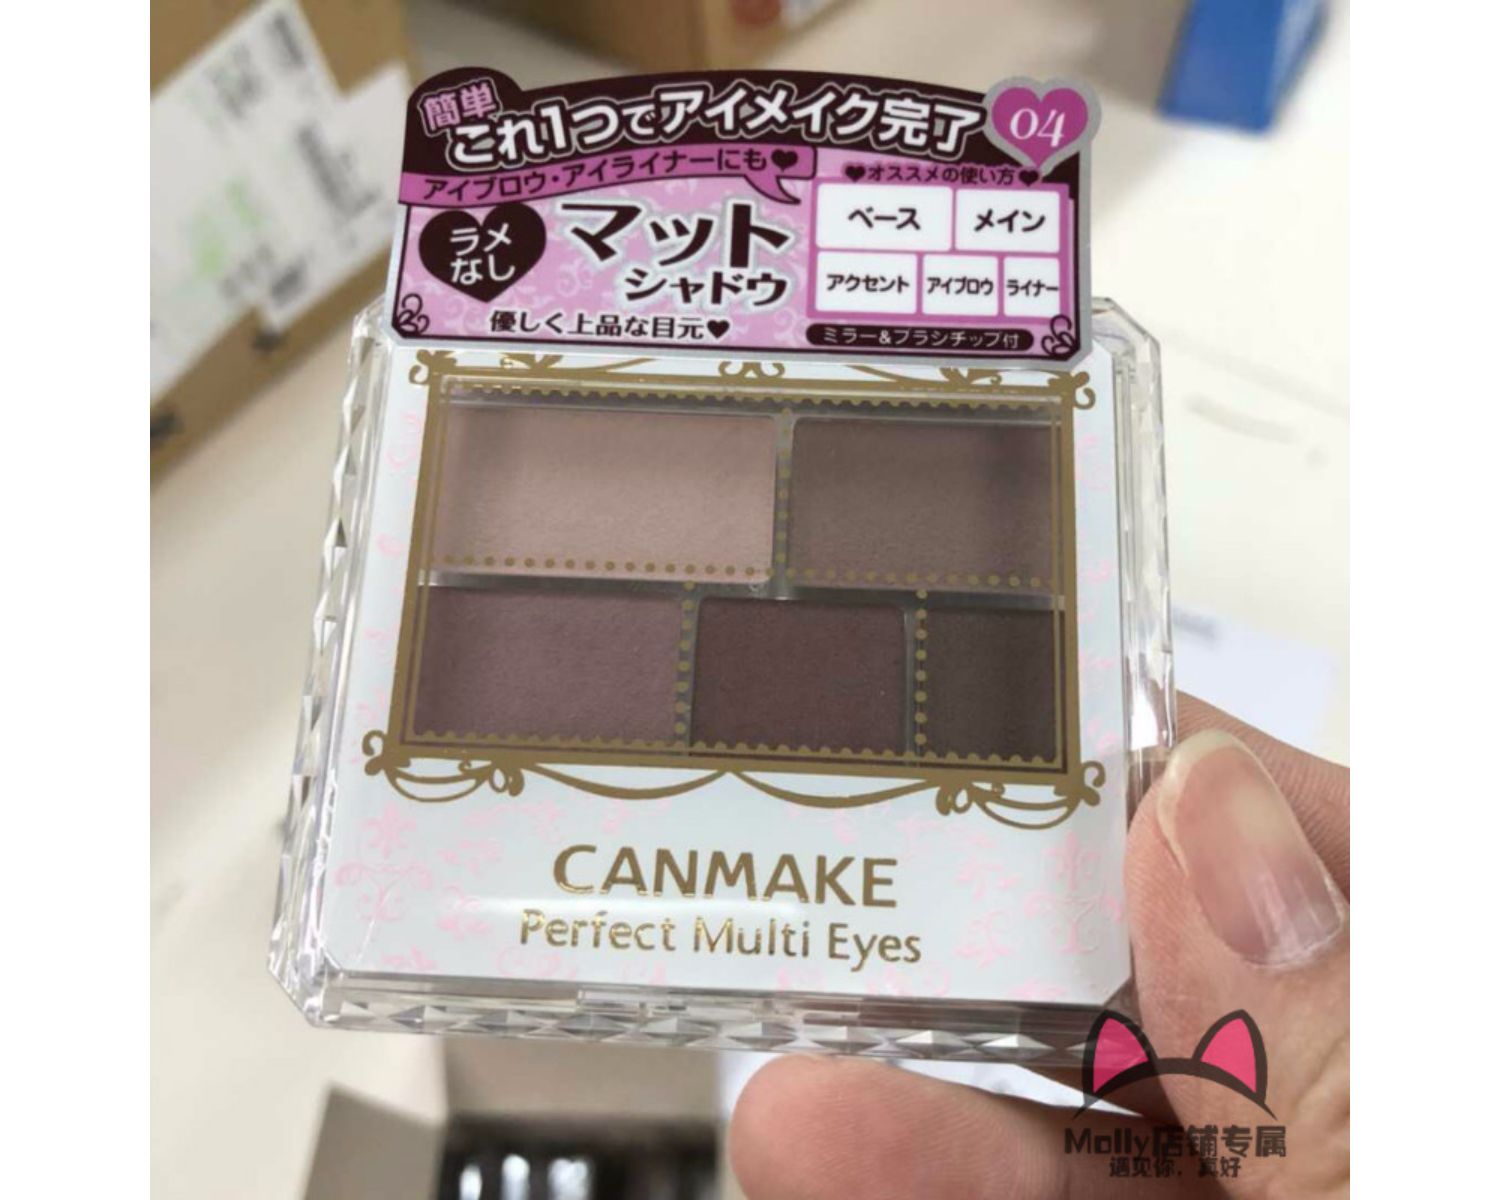 簡単
これ1つでアイメイク完了
04
アイブロウ・アイライナーにも♥
♥オススメの使い方♥
ラメ
なし
マット
シャドウ
優しく上品な目元♥
ベース
メイン
アクセント
アイブロウ
ライナー
ミラー&ブラシチップ付
CANMAKE
Perfect Multi Eyes
Molly店铺专属
遇见你，真好